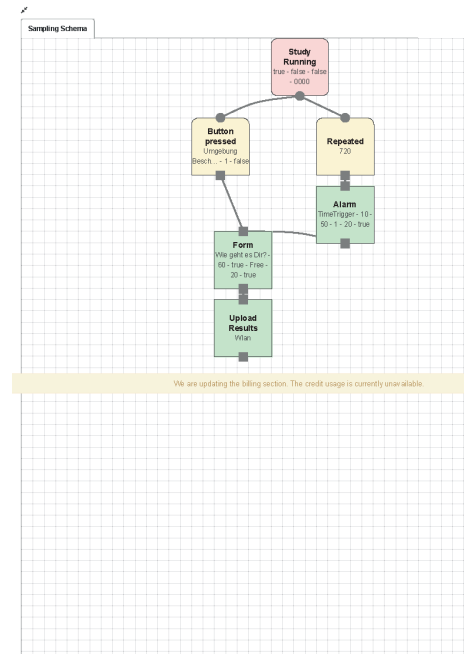 Sampling Schema
Study
Running
true - false - false
- 0000
Button
pressed
Umgebung
Besch... - 1 - false
Repeated
720
Alarm
TimeTrigger - 10 -
50 - 1 - 20 - true
Form
Wie geht es Dir? -
60 - true - Free -
20 - true
Upload
Results
Wlan
We are updating the billing section. The credit usage is currently unavailable.